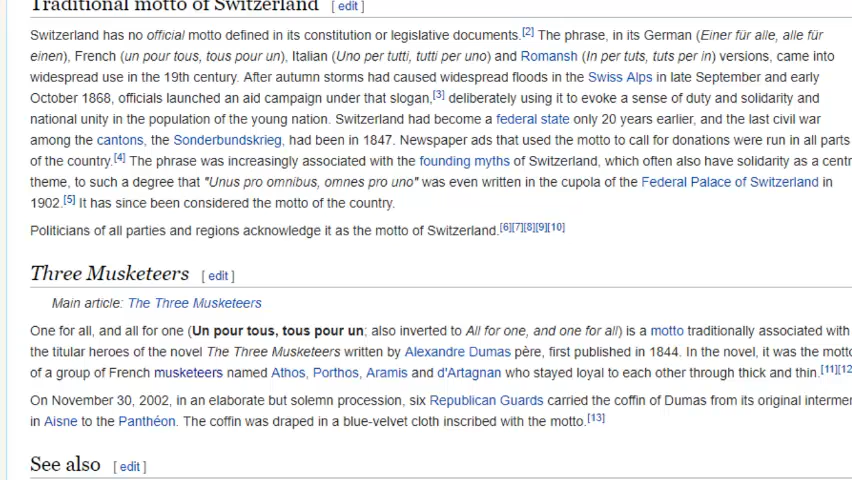 Traditional motto of Switzerland [ edit ]
Switzerland has no official motto defined in its constitution or legislative documents.[2] The phrase, in its German (Einer für alle, alle für
einen), French (un pour tous, tous pour un), Italian (Uno per tutti, tutti per uno) and Romansh (In per tuts, tuts per in) versions, came into
widespread use in the 19th century. After autumn storms had caused widespread floods in the Swiss Alps in late September and early
October 1868, officials launched an aid campaign under that slogan,[3] deliberately using it to evoke a sense of duty and solidarity and
national unity in the population of the young nation. Switzerland had become a federal state only 20 years earlier, and the last civil war
among the cantons, the Sonderbundskrieg, had been in 1847. Newspaper ads that used the motto to call for donations were run in all parts
of the country.[4] The phrase was increasingly associated with the founding myths of Switzerland, which often also have solidarity as a centr
theme, to such a degree that "Unus pro omnibus, omnes pro uno" was even written in the cupola of the Federal Palace of Switzerland in
1902.[5] It has since been considered the motto of the country.
Politicians of all parties and regions acknowledge it as the motto of Switzerland.[6][7][8][9][10]
Three Musketeers [ edit ]
Main article: The Three Musketeers
One for all, and all for one (Un pour tous, tous pour un; also inverted to All for one, and one for all) is a motto traditionally associated with
the titular heroes of the novel The Three Musketeers written by Alexandre Dumas père, first published in 1844. In the novel, it was the motto
of a group of French musketeers named Athos, Porthos, Aramis and d'Artagnan who stayed loyal to each other through thick and thin.[11][12
On November 30, 2002, in an elaborate but solemn procession, six Republican Guards carried the coffin of Dumas from its original intermen
in Aisne to the Panthéon. The coffin was draped in a blue-velvet cloth inscribed with the motto.[13]
See also [ edit ]